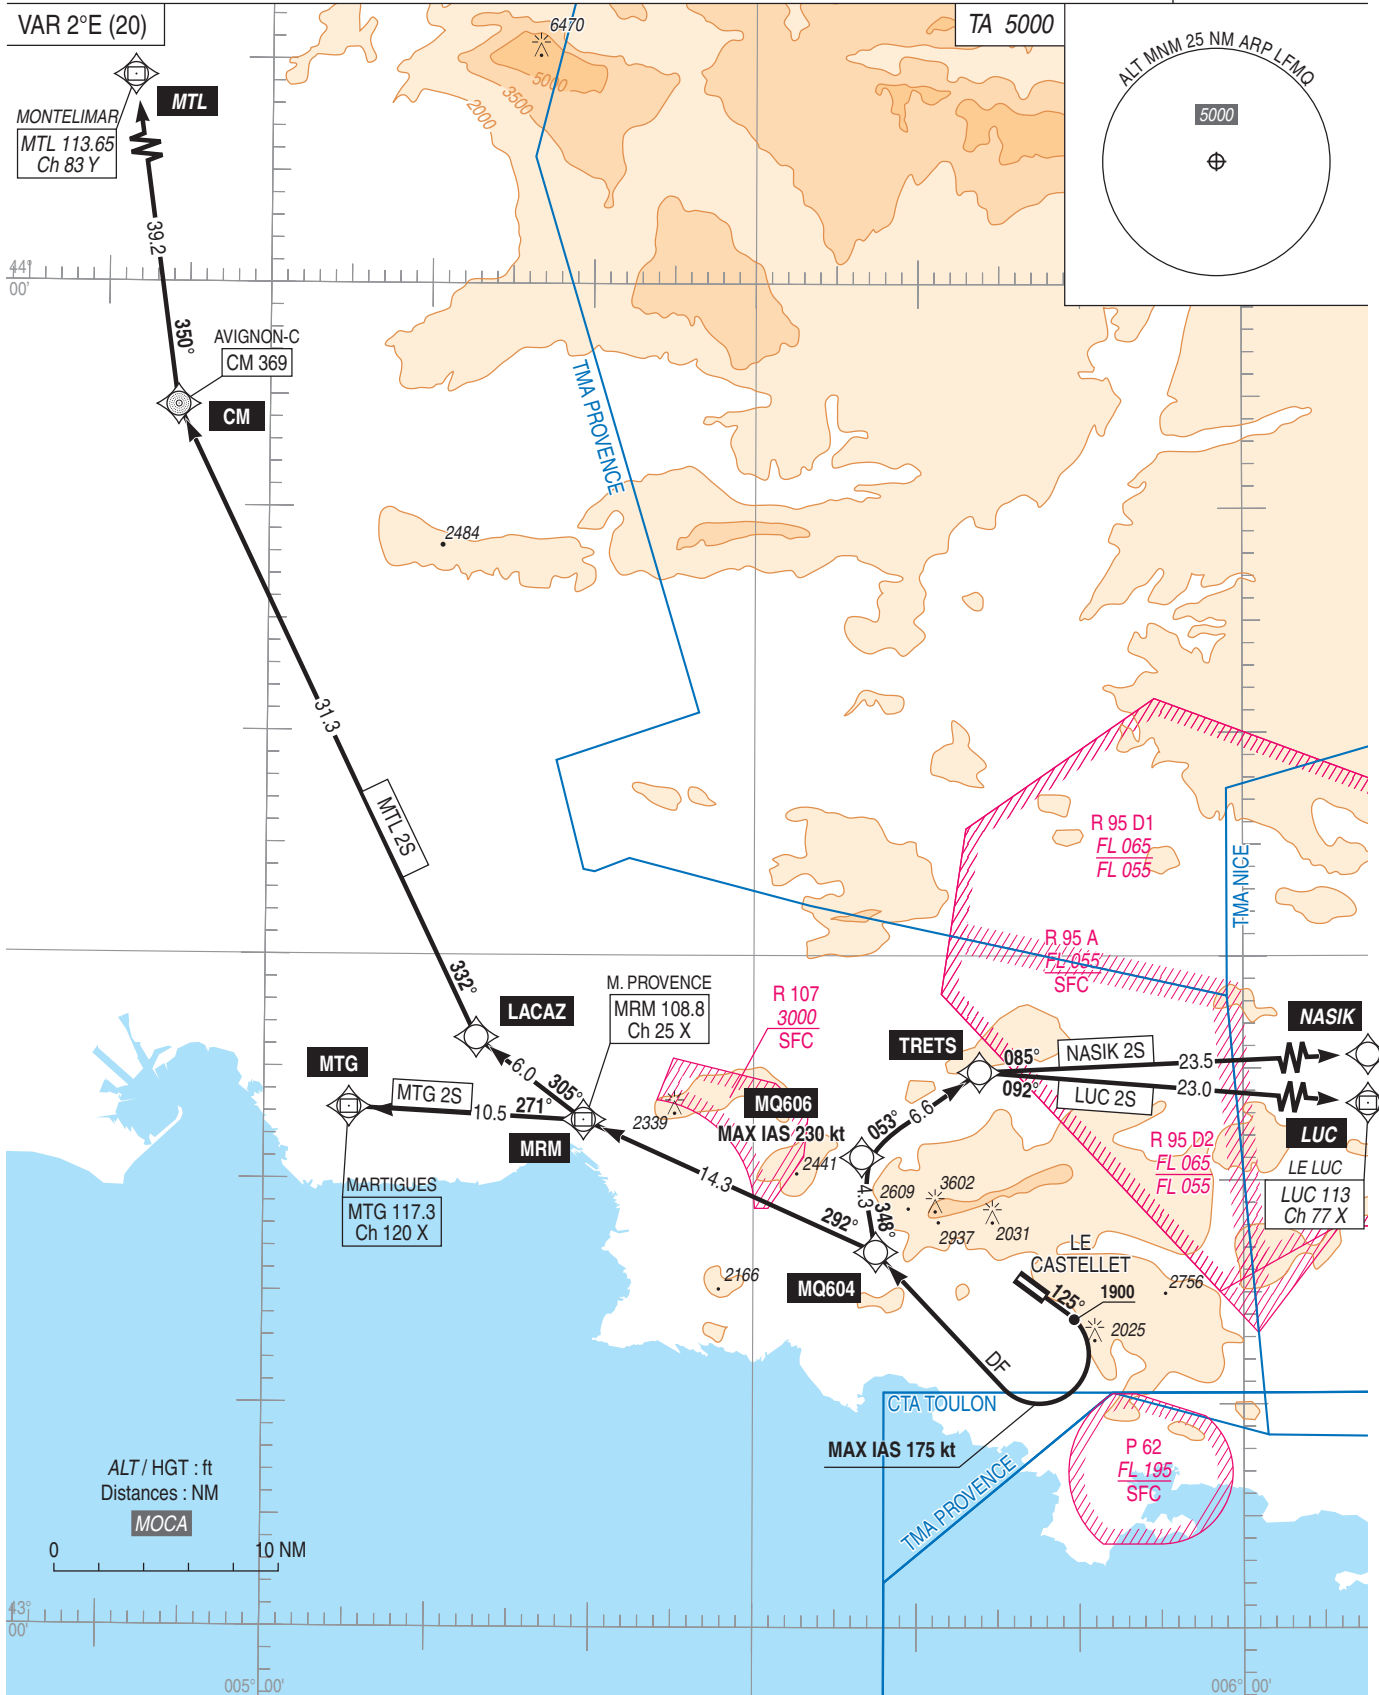 VAR 2°E (20)
6470
TA 5000
ALT MNM 25 NM ARP LFMQ
5000
5000
3500
2000
MTL
MONTELIMAR
MTL 113.65
Ch 83 Y
39.2
44°
00'
350°
AVIGNON-C
CM 369
CM
TMA PROVENCE
2484
31.3
MTL 2S
R 95 D1
FL 065
FL 055
TMA NICE
R 95 A
FL 055
SFC
332°
M. PROVENCE
MRM 108.8
Ch 25 X
R 107
3000
SFC
LACAZ
NASIK
TRETS
085°
NASIK 2S
23.5
MTG
6.0
305°
MTG 2S
10.5
271°
MQ606
MAX IAS 230 kt
053°
6.6
092°
LUC 2S
23.0
2339
MRM
LUC
R 95 D2
FL 065
FL 055
2441
14.3
4.3
348°
2609
3602
LE LUC
LUC 113
Ch 77 X
MARTIGUES
MTG 117.3
Ch 120 X
292°
2937
2031
LE
CASTELLET
2166
MQ604
125°
1900
2756
2025
DF
CTA TOULON
MAX IAS 175 kt
P 62
FL 195
SFC
TMA PROVENCE
ALT / HGT : ft
Distances : NM
MOCA
0
10 NM
43°
00'
005° 00'
006° 00'